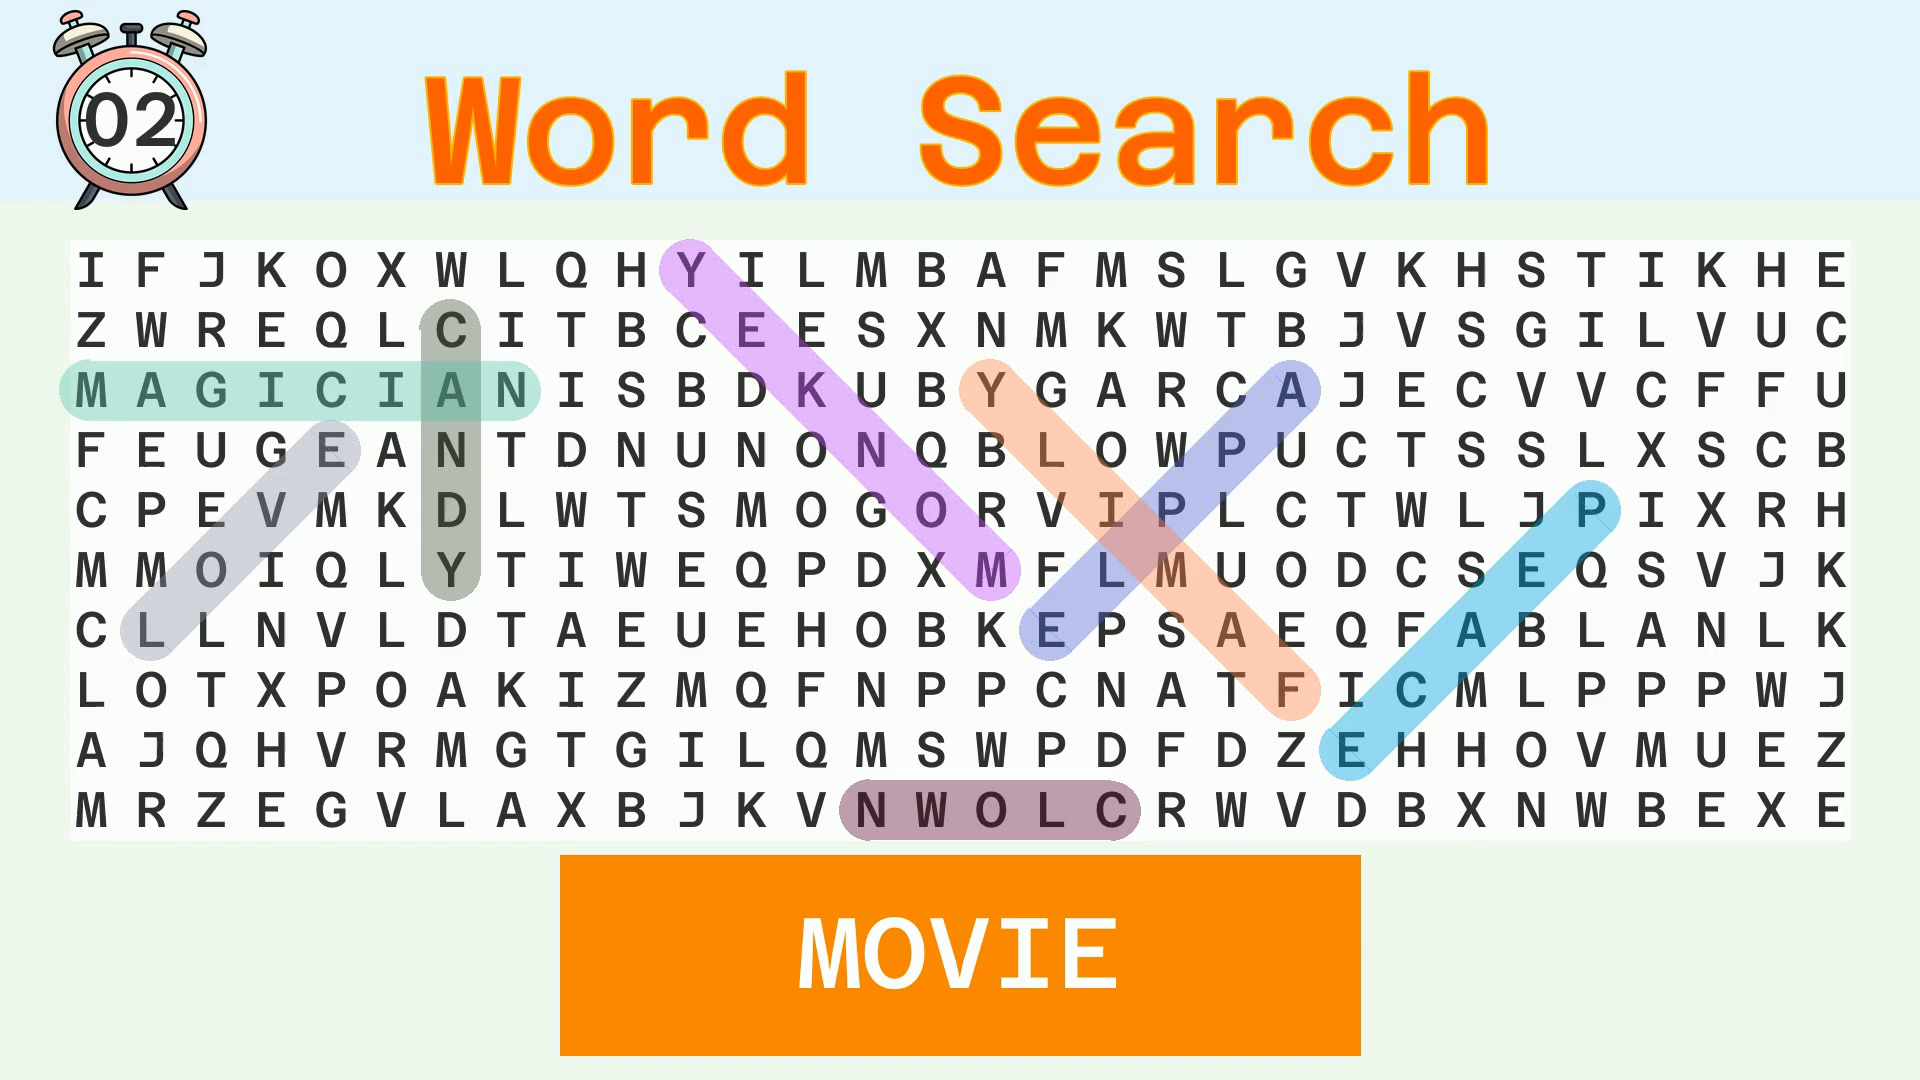 02
Word Search
I F J K O X W L Q H Y I L M B A F M S L G V K H S T I K H E
Z W R E Q L C I T B C E E S X N M K W T B J V S G I L V U C
M A G I C I A N I S B D K U B Y G A R C A J E C V V C F F U
F E U G E A N T D N U N O N Q B L O W P U C T S S L X S C B
C P E V M K D L W T S M O G O R V I P L C T W L J P I X R H
M M O I Q L Y T I W E Q P D X M F L M U O D C S E Q S V J K
C L L N V L D T A E U E H O B K E P S A E Q F A B L A N L K
L O T X P O A K I Z M Q F N P P C N A T F I C M L P P P W J
A J Q H V R M G T G I L Q M S W P D F D Z E H H O V M U E Z
M R Z E G V L A X B J K V N W O L C R W V D B X N W B E X E
MOVIE